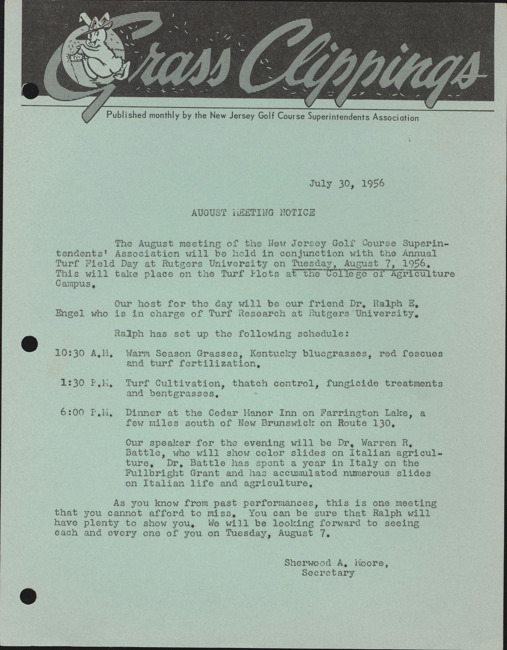 Grass Clippings
Published monthly by the New Jersey Golf Course Superintendents Association
July 30, 1956
AUGUST MEETING NOTICE
The August meeting of the New Jersey Golf Course Superin-
tendents' Association will be held in conjunction with the Annual
Turf Field Day at Rutgers University on Tuesday, August 7, 1956.
This will take place on the Turf Plots at the College of Agriculture
Campus.
Our host for the day will be our friend Dr. Ralph E.
Engel who is in charge of Turf Research at Rutgers University.
Ralph has set up the following schedule:
10:30 A.M. Warm Season Grasses, Kentucky bluegrasses, red fescues
and turf fertilization.
1:30 P.M. Turf Cultivation, thatch control, fungicide treatments
and bentgrasses.
6:00 P.M. Dinner at the Cedar Manor Inn on Farrington Lake, a
few miles south of New Brunswick on Route 130.
Our speaker for the evening will be Dr. Warren R.
Battle, who will show color slides on Italian agricul-
ture. Dr. Battle has spent a year in Italy on the
Fullbright Grant and has accumulated numerous slides
on Italian life and agriculture.
As you know from past performances, this is one meeting
that you cannot afford to miss. You can be sure that Ralph will
have plenty to show you. We will be looking forward to seeing
each and every one of you on Tuesday, August 7.
Sherwood A. Moore,
Secretary